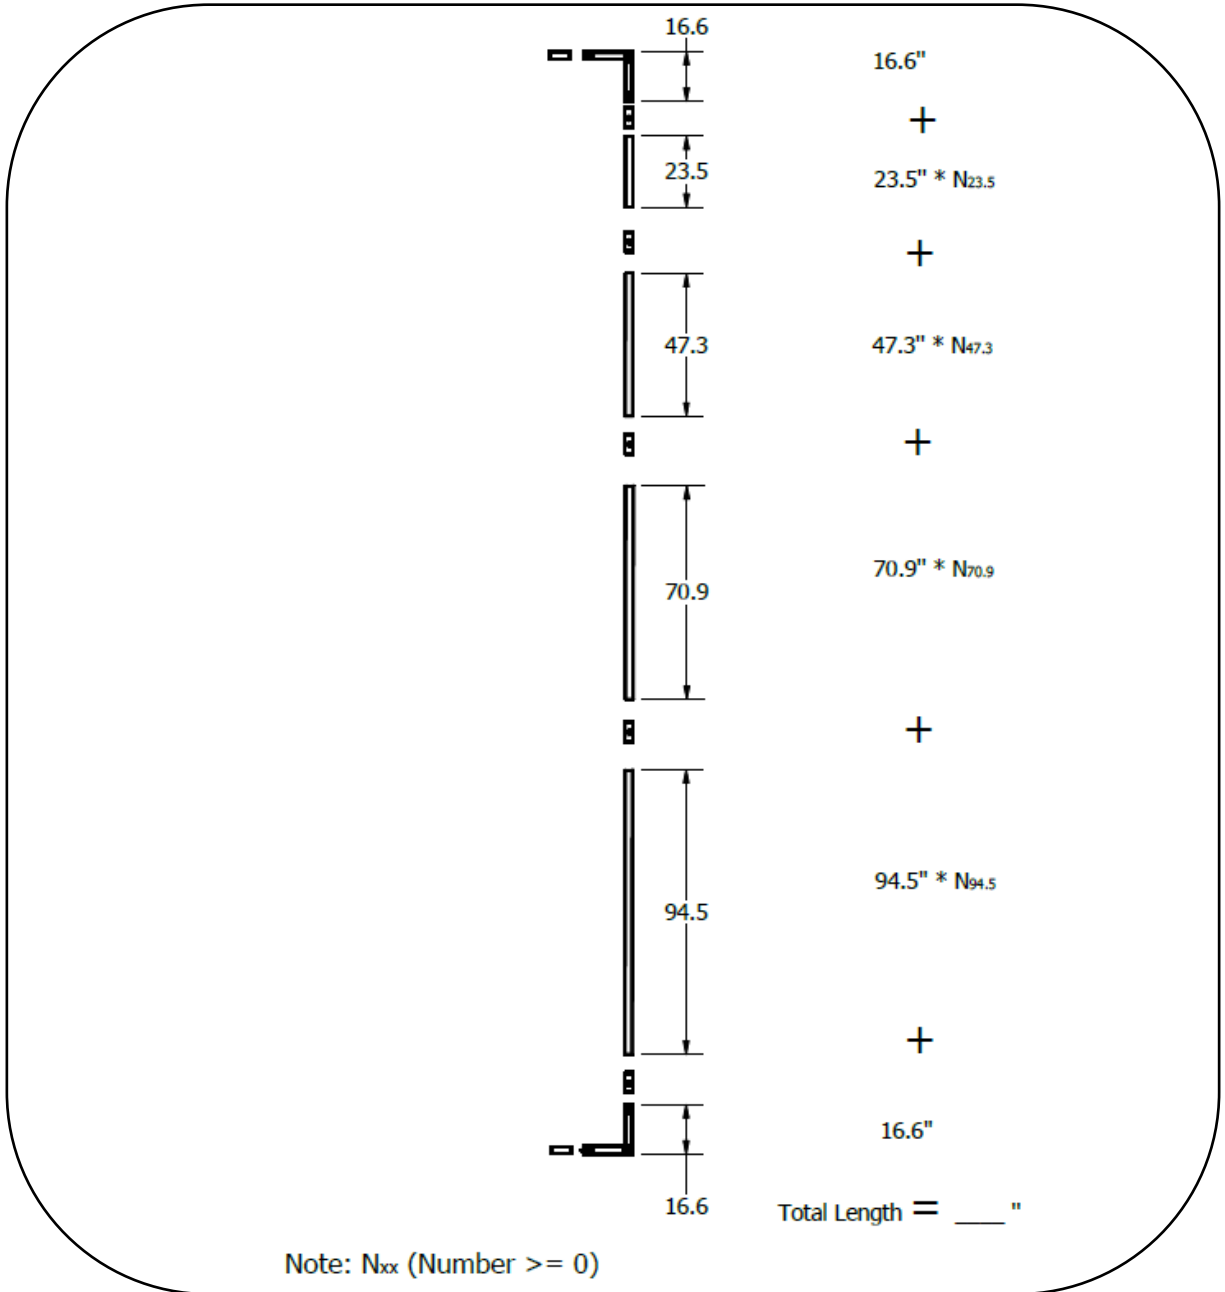 16.6
16.6"
+
23.5
23.5" * N23.5
+
47.3
47.3" * N47.3
+
70.9
70.9" * N70.9
+
94.5
94.5" * N94.5
+
16.6"
16.6
Total Length = ____ "
Note: Nxx (Number >= 0)